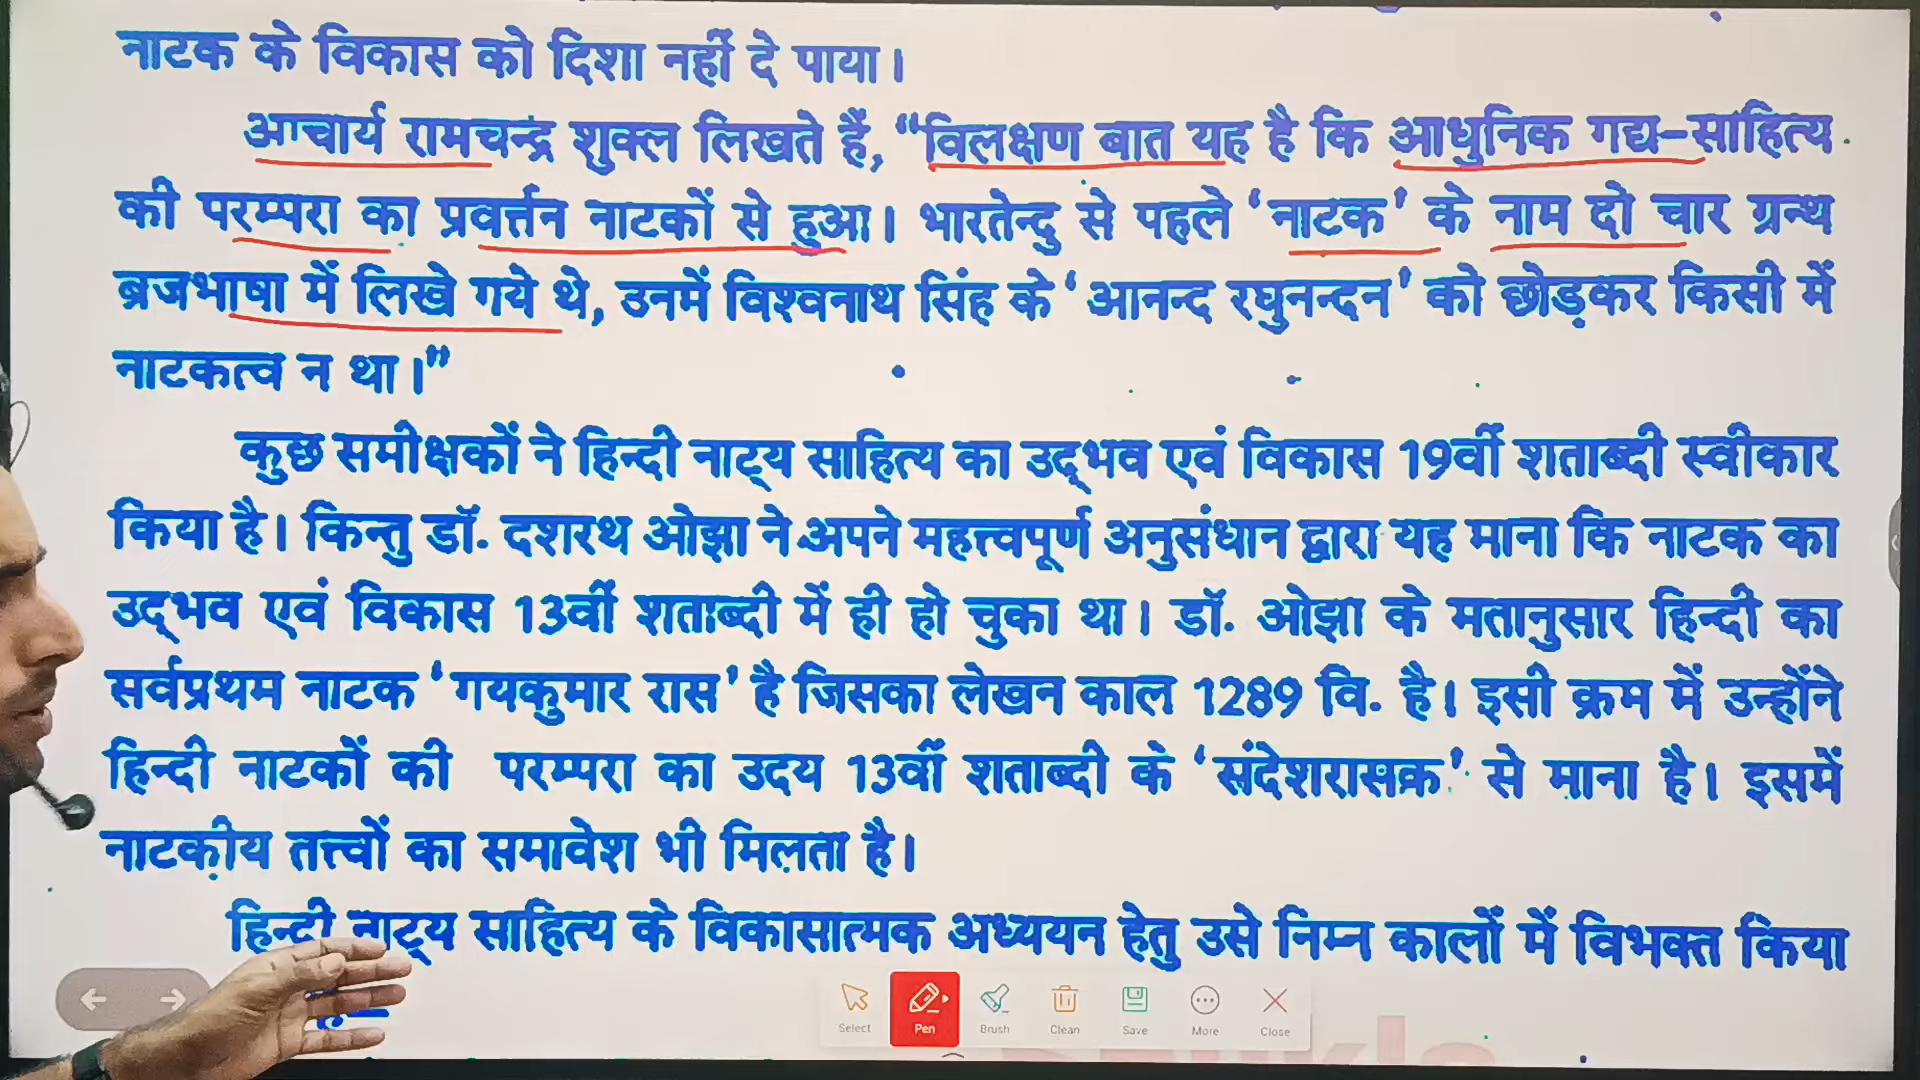 नाटक के विकास को दिशा नहीं दे पाया।
आचार्य रामचन्द्र शुक्ल लिखते हैं, “विलक्षण बात यह है कि आधुनिक गद्य-साहित्य
की परम्परा का प्रवर्त्तन नाटकों से हुआ। भारतेन्दु से पहले ‘नाटक’ के नाम दो चार ग्रन्थ
ब्रजभाषा में लिखे गये थे, उनमें विश्वनाथ सिंह के ‘आनन्द रघुनन्दन’ को छोड़कर किसी में
नाटकत्व न था।”
कुछ समीक्षकों ने हिन्दी नाट्य साहित्य का उद्भव एवं विकास 19वीं शताब्दी स्वीकार
किया है। किन्तु डॉ. दशरथ ओझा ने अपने महत्त्वपूर्ण अनुसंधान द्वारा यह माना कि नाटक का
उद्भव एवं विकास 13वीं शताब्दी में ही हो चुका था। डॉ. ओझा के मतानुसार हिन्दी का
सर्वप्रथम नाटक ‘गयकुमार रास’ है जिसका लेखन काल 1289 वि. है। इसी क्रम में उन्होंने
हिन्दी नाटकों की परम्परा का उदय 13वीं शताब्दी के ‘संदेशरासक’ से माना है। इसमें
नाटकीय तत्त्वों का समावेश भी मिलता है।
हिन्दी नाट्य साहित्य के विकासात्मक अध्ययन हेतु उसे निम्न कालों में विभक्त किया
Select Pen Brush Clean Save More Close